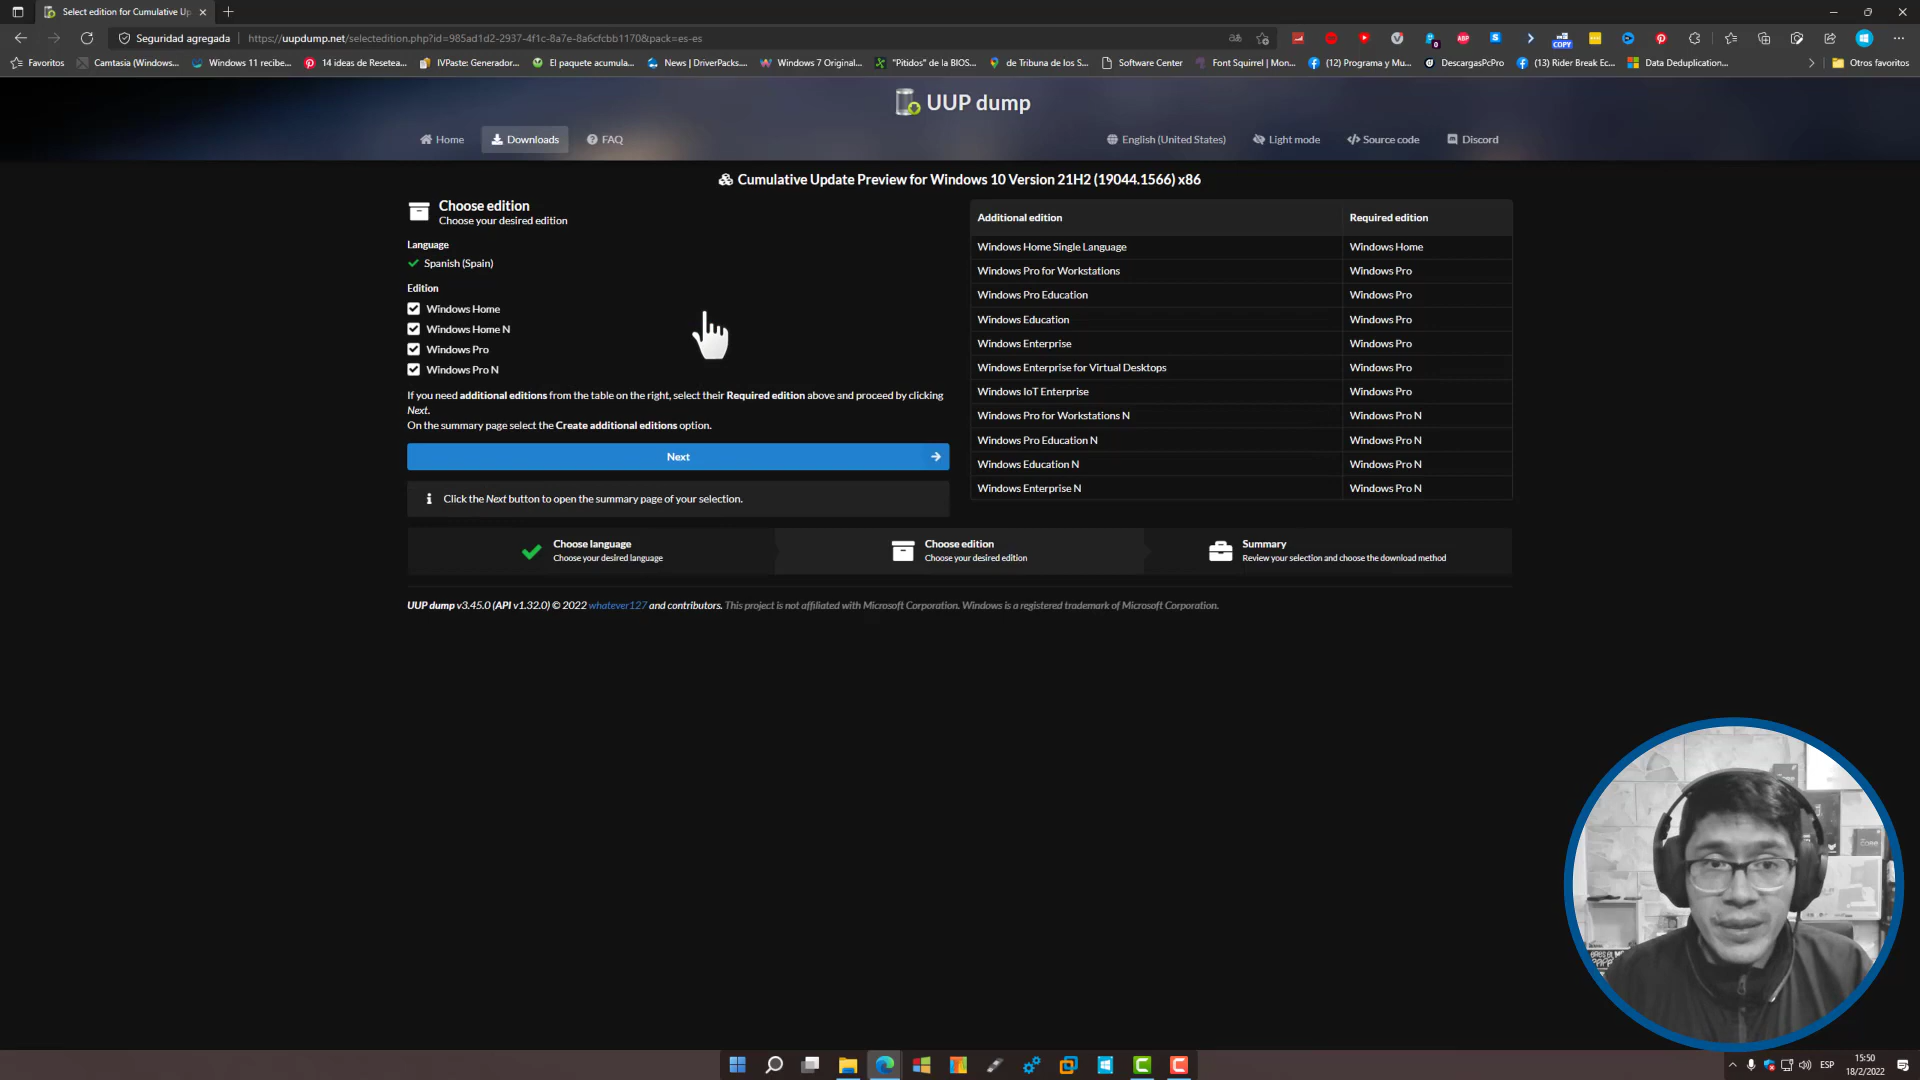 Select edition for Cumulative Up
Seguridad agregada
https://uupdump.net/selectedition.php?id=985ad1d2-2937-4f1c-8a7e-8a6cfcbb1170&pack=es-es
Favoritos
Camtasia (Windows...
Windows 11 recibe...
14 ideas de Resetea...
IVPaste: Generador...
El paquete acumula...
News | DriverPacks....
Windows 7 Original...
"Pitidos" de la BIOS...
de Tribuna de los S...
Software Center
Font Squirrel | Mon...
(12) Programa y Mu...
DescargasPcPro
(13) Rider Break Ec...
Data Deduplication...
Otros favoritos
ABP
COPY
0
UUP dump
Home
Downloads
FAQ
English (United States)
Light mode
Source code
Discord
Cumulative Update Preview for Windows 10 Version 21H2 (19044.1566) x86
Choose edition
Choose your desired edition
Language
Spanish (Spain)
Edition
Windows Home
Windows Home N
Windows Pro
Windows Pro N
If you need additional editions from the table on the right, select their Required edition above and proceed by clicking
Next.
On the summary page select the Create additional editions option.
Next
Click the Next button to open the summary page of your selection.
Additional edition Required edition
Windows Home Single Language Windows Home
Windows Pro for Workstations Windows Pro
Windows Pro Education Windows Pro
Windows Education Windows Pro
Windows Enterprise Windows Pro
Windows Enterprise for Virtual Desktops Windows Pro
Windows IoT Enterprise Windows Pro
Windows Pro for Workstations N Windows Pro N
Windows Pro Education N Windows Pro N
Windows Education N Windows Pro N
Windows Enterprise N Windows Pro N
Choose language
Choose your desired language
Choose edition
Choose your desired edition
Summary
Review your selection and choose the download method
UUP dump v3.45.0 (API v1.32.0) © 2022 whatever127 and contributors. This project is not affiliated with Microsoft Corporation. Windows is a registered trademark of Microsoft Corporation.
ESP
15:50
18/2/2022